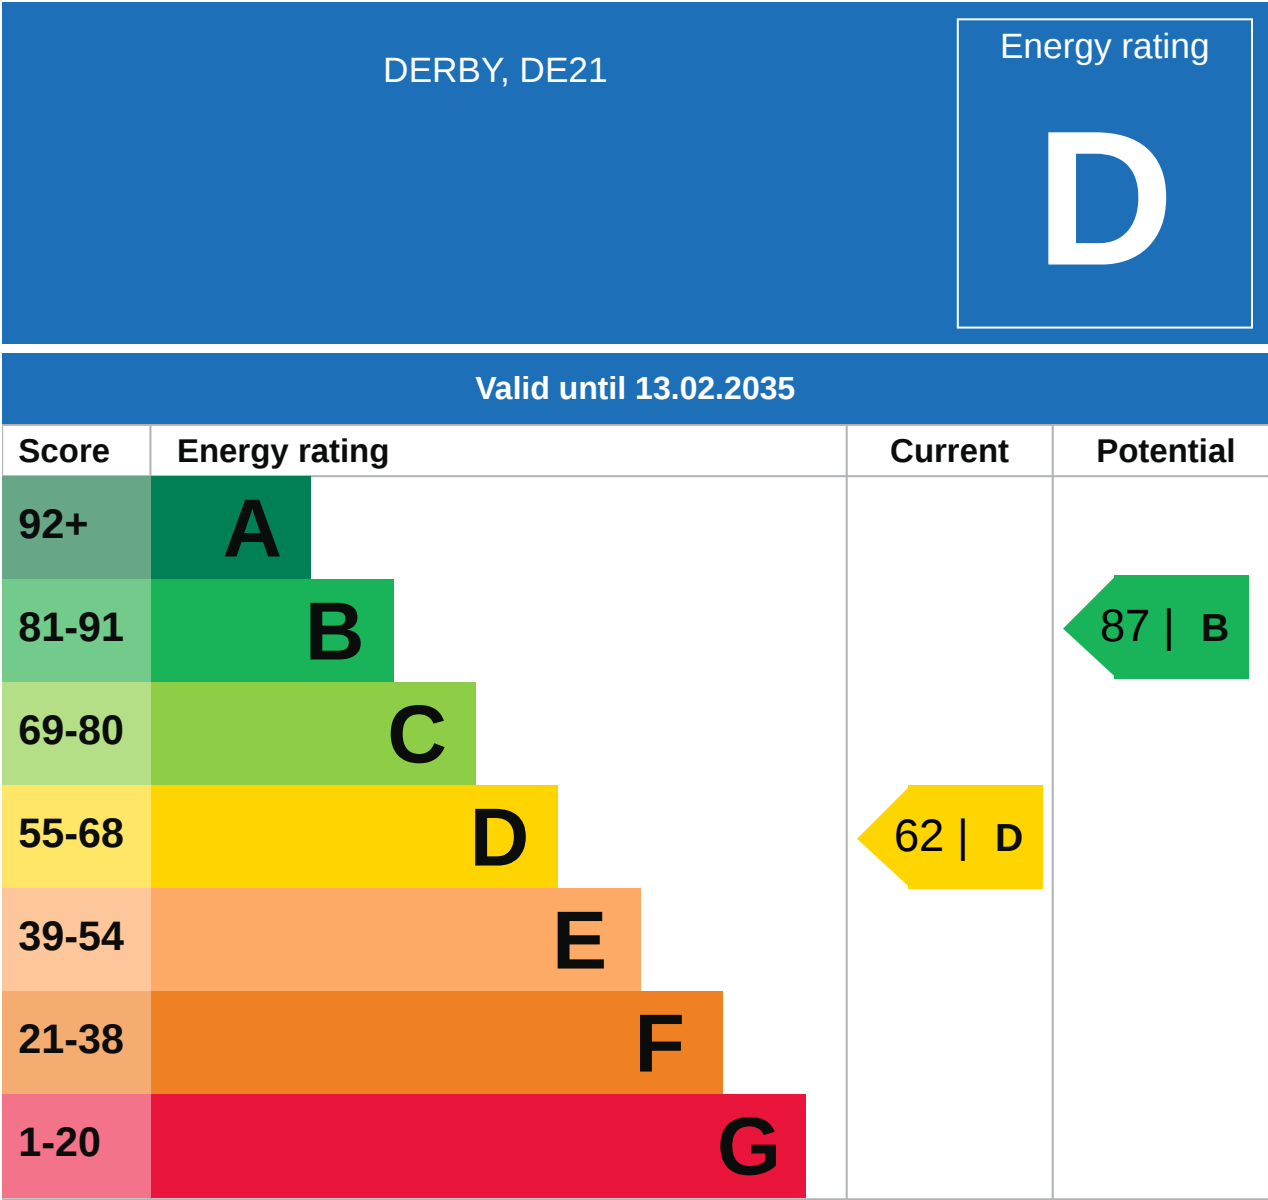 DERBY, DE21
Energy rating
D
Valid until 13.02.2035
Score Energy rating Current Potential
92+ A
81-91 B 87 | B
69-80 C
55-68 D 62 | D
39-54 E
21-38 F
1-20 G